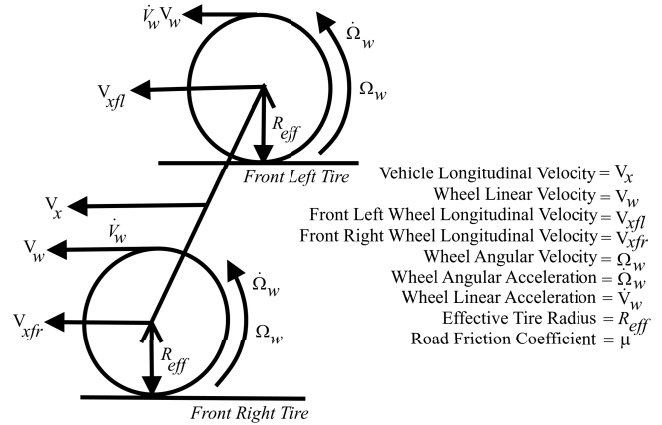 V̇w Vw
Ω̇w
Vxfl
Ωw
Reff
Front Left Tire
Vx
Vw
V̇w
Ω̇w
Vxfr
Ωw
Reff
Front Right Tire
Vehicle Longitudinal Velocity = Vx
Wheel Linear Velocity = Vw
Front Left Wheel Longitudinal Velocity = Vxfl
Front Right Wheel Longitudinal Velocity = Vxfr
Wheel Angular Velocity = Ωw
Wheel Angular Acceleration = Ω̇w
Wheel Linear Acceleration = V̇w
Effective Tire Radius = Reff
Road Friction Coefficient = μ